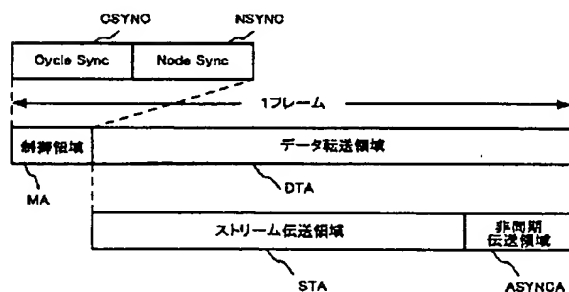 CSYNC
NSYNC
Cycle Sync
Node Sync
1フレーム
制御領域
データ転送領域
MA
DTA
ストリーム伝送領域
非同期
伝送領域
STA
ASYNCA